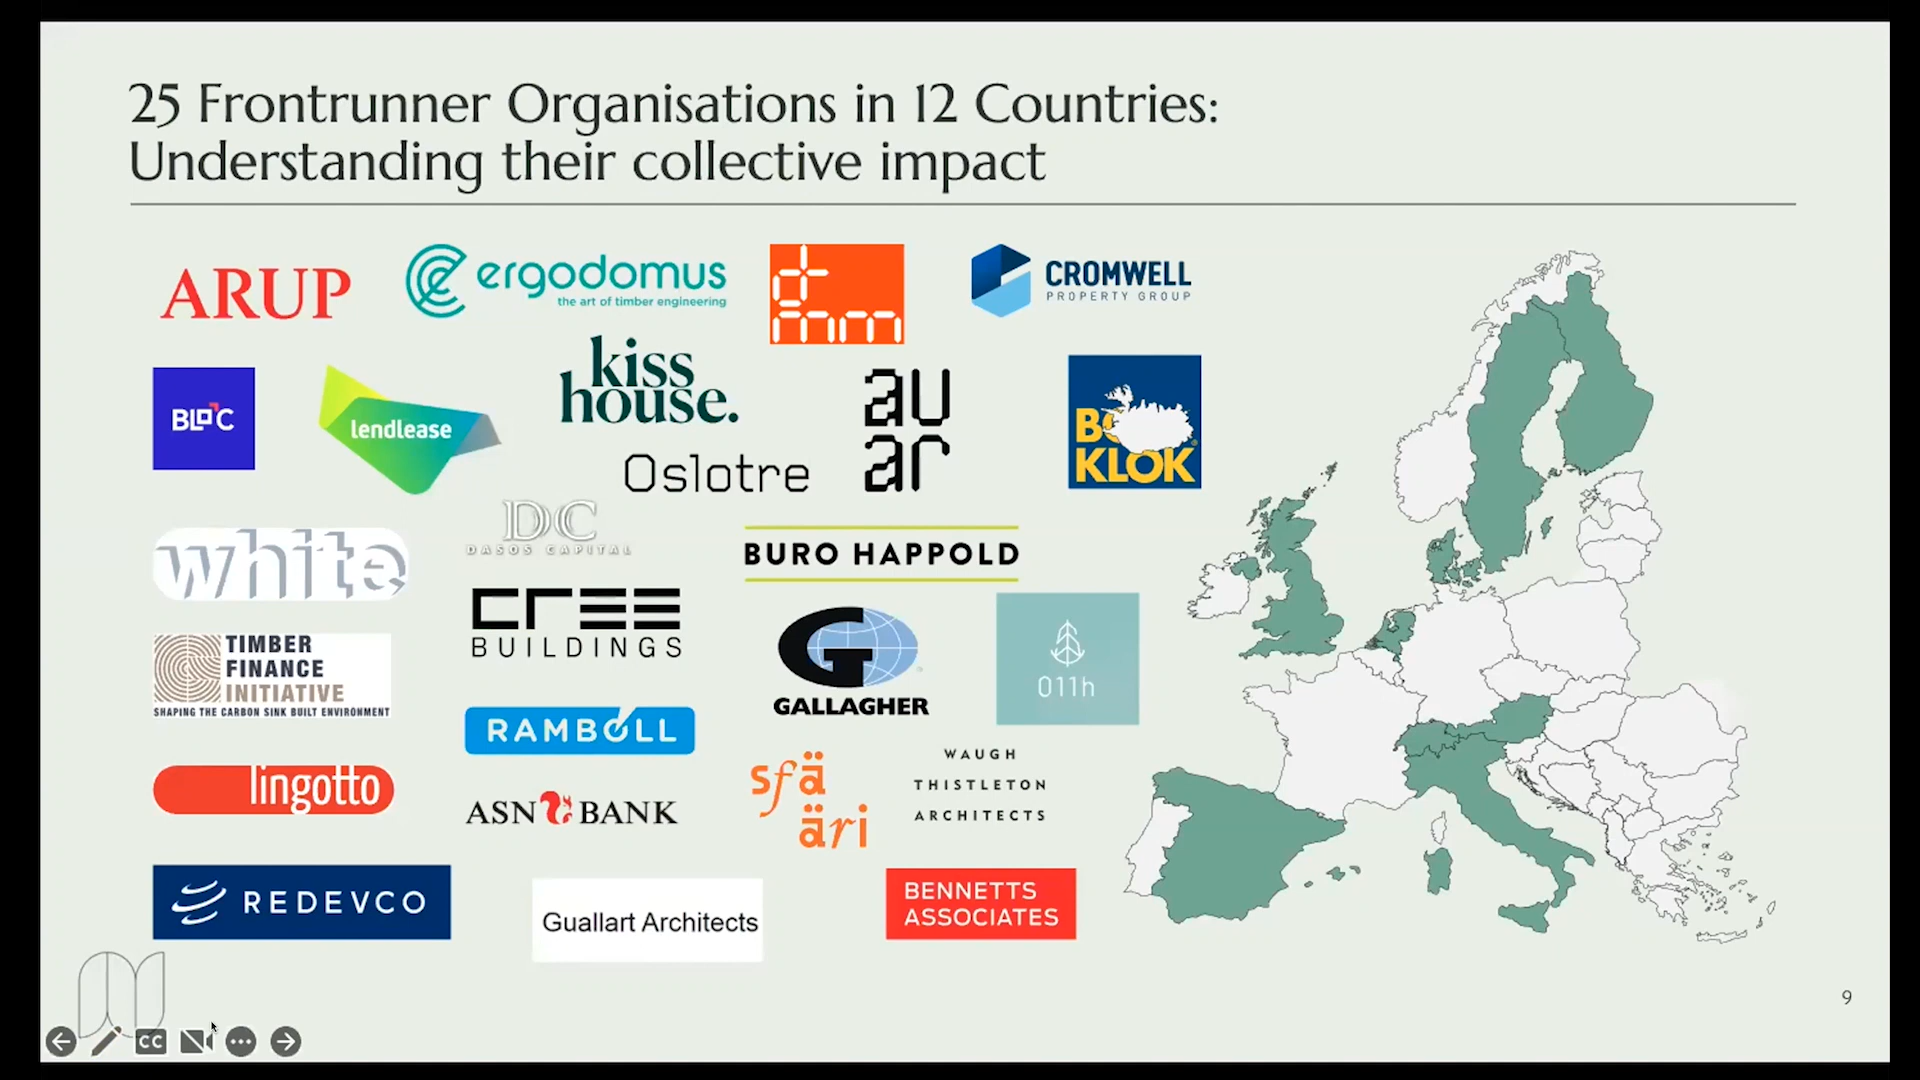 25 Frontrunner Organisations in 12 Countries:
Understanding their collective impact
ARUP
ergodomus
the art of timber engineering
d
mm
CROMWELL
PROPERTY GROUP
BLOC
lendlease
kiss
house.
Oslotre
au
ar
KLOK
white
DC
DASOS CAPITAL
BURO HAPPOLD
cree
BUILDINGS
TIMBER
FINANCE
INITIATIVE
SHAPING THE CARBON SINK BUILT ENVIRONMENT
G
GALLAGHER
011h
RAMBOLL
lingotto
ASN BANK
sfä
äri
WAUGH
THISTLETON
ARCHITECTS
REDEVCO
Guallart Architects
BENNETTS
ASSOCIATES
9
CC